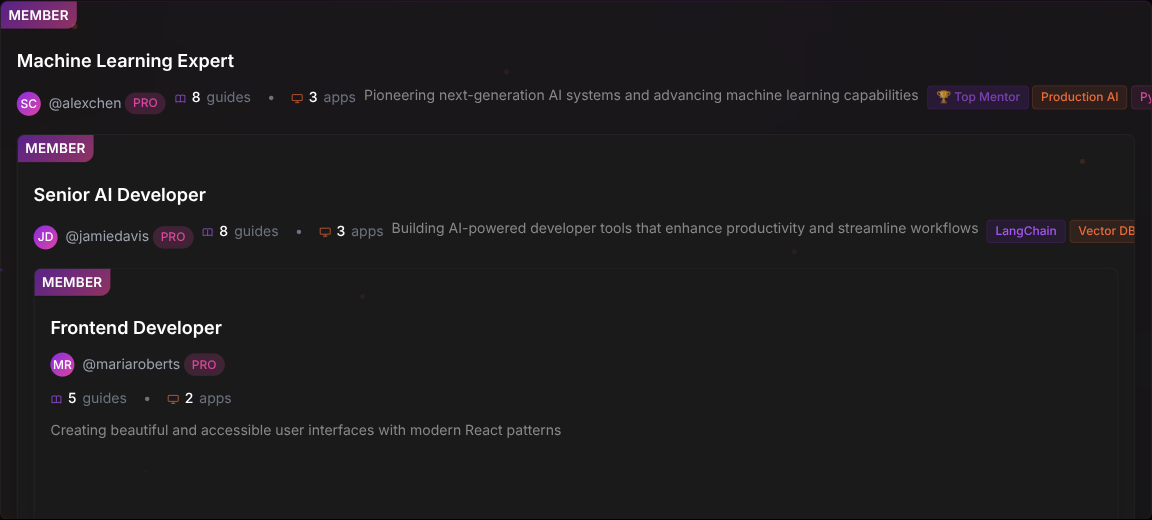 MEMBER
Machine Learning Expert
SC @alexchen PRO 8 guides • 3 apps Pioneering next-generation AI systems and advancing machine learning capabilities 🏆 Top Mentor Production AI Py
MEMBER
Senior AI Developer
JD @jamiedavis PRO 8 guides • 3 apps Building AI-powered developer tools that enhance productivity and streamline workflows LangChain Vector DB
MEMBER
Frontend Developer
MR @mariaroberts PRO
5 guides • 2 apps
Creating beautiful and accessible user interfaces with modern React patterns